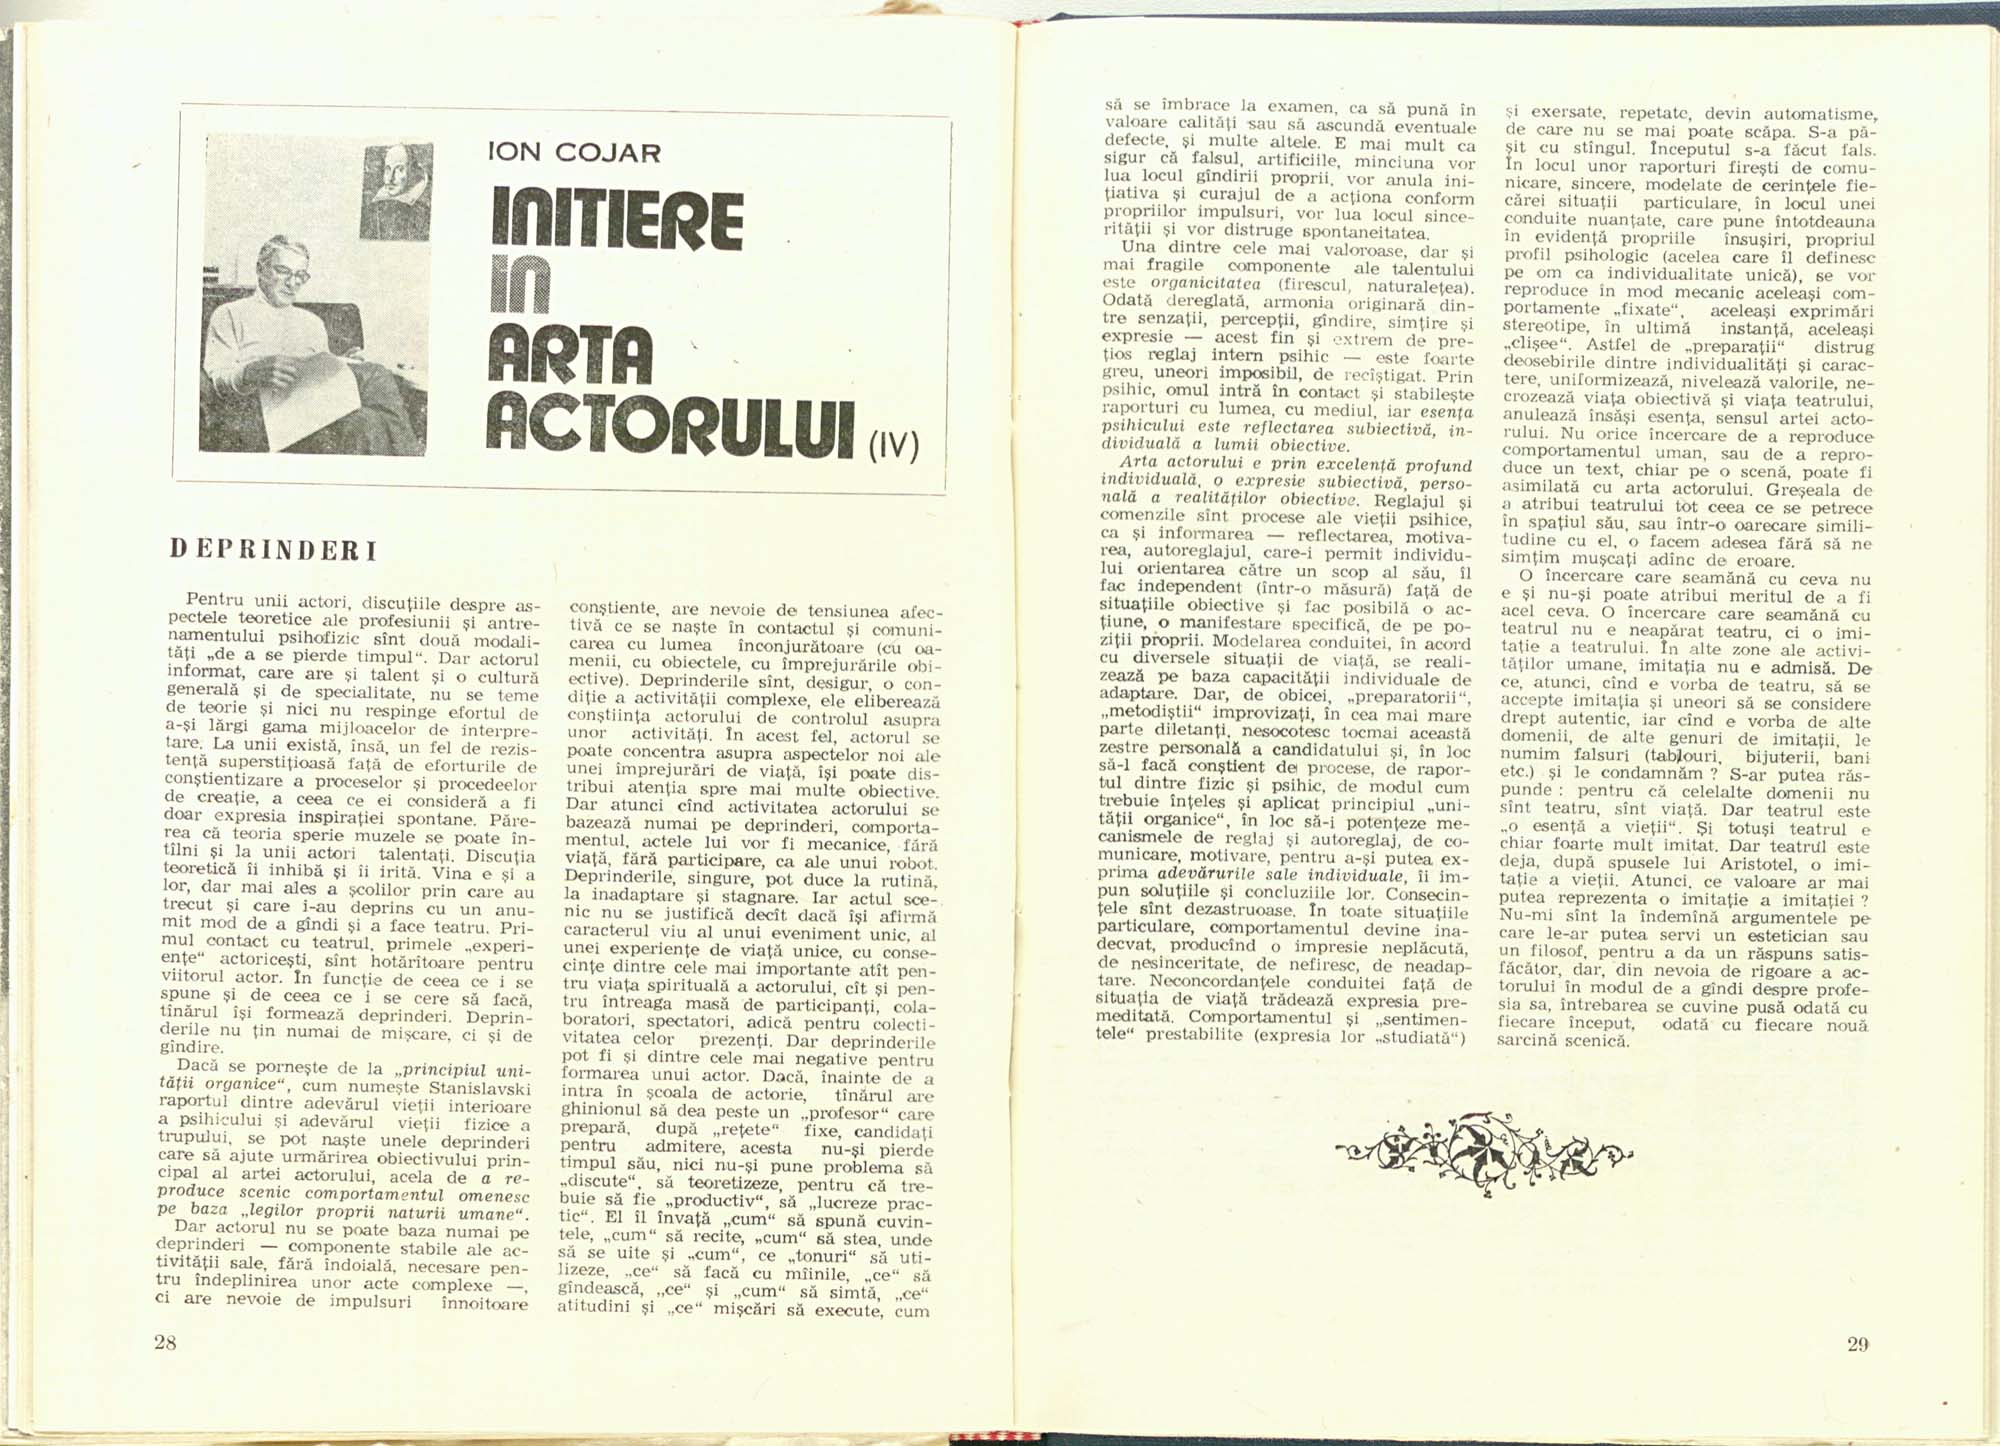 ION COJAR
INITIERE
IN
ARTA
ACTORULUI (IV)
DEPRINDERI
Pentru unii actori, discuțiile despre as-
pectele teoretice ale profesiunii și antre-
namentului psihofizic sînt două modali-
tăți „de a se pierde timpul“. Dar actorul
informat, care are și talent și o cultură
generală și de specialitate, nu se teme
de teorie și nici nu respinge efortul de
a-și lărgi gama mijloacelor de interpre-
tare. La unii există, însă, un fel de rezis-
tență superstițioasă față de eforturile de
conștientizare a proceselor și procedeelor
de creație, a ceea ce ei consideră a fi
doar expresia inspirației spontane. Păre-
rea că teoria sperie muzele se poate în-
tîlni și la unii actori talentați. Discuția
teoretică îi inhibă și îi irită. Vina e și a
lor, dar mai ales a școlilor prin care au
trecut și care i-au deprins cu un anu-
mit mod de a gîndi și a face teatru. Pri-
mul contact cu teatrul, primele „experi-
ențe“ actoricești, sînt hotărîtoare pentru
viitorul actor. În funcție de ceea ce i se
spune și de ceea ce i se cere să facă,
tînărul își formează deprinderi. Deprin-
derile nu țin numai de mișcare, ci și de
gîndire.
Dacă se pornește de la „principiul uni-
tății organice“, cum numește Stanislavski
raportul dintre adevărul vieții interioare
a psihicului și adevărul vieții fizice a
trupului, se pot naște unele deprinderi
care să ajute urmărirea obiectivului prin-
cipal al artei actorului, acela de a re-
produce scenic comportamentul omenesc
pe baza „legilor proprii naturii umane“.
Dar actorul nu se poate baza numai pe
deprinderi — componente stabile ale ac-
tivității sale, fără îndoială, necesare pen-
tru îndeplinirea unor acte complexe —,
ci are nevoie de impulsuri înnoitoare
conștiente, are nevoie de tensiunea afec-
tivă ce se naște în contactul și comuni-
carea cu lumea înconjurătoare (cu oa-
menii, cu obiectele, cu împrejurările obi-
ective). Deprinderile sînt, desigur, o con-
diție a activității complexe, ele eliberează
conștiința actorului de controlul asupra
unor activități. În acest fel, actorul se
poate concentra asupra aspectelor noi ale
unei împrejurări de viață, își poate dis-
tribui atenția spre mai multe obiective.
Dar atunci cînd activitatea actorului se
bazează numai pe deprinderi, comporta-
mentul, actele lui vor fi mecanice, fără
viață, fără participare, ca ale unui robot.
Deprinderile, singure, pot duce la rutină,
la inadaptare și stagnare. Iar actul sce-
nic nu se justifică decît dacă își afirmă
caracterul viu al unui eveniment unic, al
unei experiențe de viață unice, cu conse-
cințe dintre cele mai importante atît pen-
tru viața spirituală a actorului, cît și pen-
tru întreaga masă de participanți, cola-
boratori, spectatori, adică pentru colecti-
vitatea celor prezenți. Dar deprinderile
pot fi și dintre cele mai negative pentru
formarea unui actor. Dacă, înainte de a
intra în școala de actorie, tînărul are
ghinionul să dea peste un „profesor“ care
prepară, după „rețete“ fixe, candidați
pentru admitere, acesta nu-și pierde
timpul său, nici nu-și pune problema să
„discute“, să teoretizeze, pentru că tre-
buie să fie „productiv“, să „lucreze prac-
tic“. El îl învață „cum“ să spună cuvin-
tele, „cum“ să recite, „cum“ să stea, unde
să se uite și „cum“, ce „tonuri“ să uti-
lizeze, „ce“ să facă cu mîinile, „ce“ să
gîndească, „ce“ și „cum“ să simtă, „ce“
atitudini și „ce“ mișcări să execute, cum
28
să se îmbrace la examen, ca să pună în
valoare calități sau să ascundă eventuale
defecte, și multe altele. E mai mult ca
sigur că falsul, artificiile, minciuna vor
lua locul gîndirii proprii, vor anula ini-
țiativa și curajul de a acționa conform
propriilor impulsuri, vor lua locul since-
rității și vor distruge spontaneitatea.
Una dintre cele mai valoroase, dar și
mai fragile componente ale talentului
este organicitatea (firescul, naturalețea).
Odată dereglată, armonia originară din-
tre senzații, percepții, gîndire, simțire și
expresie — acest fin și extrem de pre-
țios reglaj intern psihic — este foarte
greu, uneori imposibil, de recîștigat. Prin
psihic, omul intră în contact și stabilește
raporturi cu lumea, cu mediul, iar esența
psihicului este reflectarea subiectivă, in-
dividuală a lumii obiective.
Arta actorului e prin excelență profund
individuală, o expresie subiectivă, perso-
nală a realităților obiective. Reglajul și
comenzile sînt procese ale vieții psihice,
ca și informarea — reflectarea, motiva-
rea, autoreglajul, care-i permit individu-
lui orientarea către un scop al său, îl
fac independent (într-o măsură) față de
situațiile obiective și fac posibilă o ac-
țiune, o manifestare specifică, de pe po-
ziții proprii. Modelarea conduitei, în acord
cu diversele situații de viață, se reali-
zează pe baza capacității individuale de
adaptare. Dar, de obicei, „preparatorii“,
„metodiștii“ improvizați, în cea mai mare
parte diletanți, nesocotesc tocmai această
zestre personală a candidatului și, în loc
să-l facă conștient de procese, de rapor-
tul dintre fizic și psihic, de modul cum
trebuie înțeles și aplicat principiul „uni-
tății organice“, în loc să-i potențeze me-
canismele de reglaj și autoreglaj, de co-
municare, motivare, pentru a-și putea ex-
prima adevărurile sale individuale, îi im-
pun soluțiile și concluziile lor. Consecin-
țele sînt dezastruoase. În toate situațiile
particulare, comportamentul devine ina-
decvat, producînd o impresie neplăcută,
de nesinceritate, de nefiresc, de neadap-
tare. Neconcordanțele conduitei față de
situația de viață trădează expresia pre-
meditată. Comportamentul și „sentimen-
tele“ prestabilite (expresia lor „studiată“)
și exersate, repetate, devin automatisme,
de care nu se mai poate scăpa. S-a pă-
șit cu stîngul. Începutul s-a făcut fals.
În locul unor raporturi firești de comu-
nicare, sincere, modelate de cerințele fie-
cărei situații particulare, în locul unei
conduite nuanțate, care pune întotdeauna
în evidență propriile însușiri, propriul
profil psihologic (acelea care îl definesc
pe om ca individualitate unică), se vor
reproduce în mod mecanic aceleași com-
portamente „fixate“, aceleași exprimări
stereotipe, în ultimă instanță, aceleași
„clișee“. Astfel de „preparații“ distrug
deosebirile dintre individualități și carac-
tere, uniformizează, nivelează valorile, ne-
crozează viața obiectivă și viața teatrului,
anulează însăși esența, sensul artei acto-
rului. Nu orice încercare de a reproduce
comportamentul uman, sau de a repro-
duce un text, chiar pe o scenă, poate fi
asimilată cu arta actorului. Greșeala de
a atribui teatrului tot ceea ce se petrece
în spațiul său, sau într-o oarecare simili-
tudine cu el, o facem adesea fără să ne
simțim mușcați adînc de eroare.
O încercare care seamănă cu ceva nu
e și nu-și poate atribui meritul de a fi
acel ceva. O încercare care seamănă cu
teatrul nu e neapărat teatru, ci o imi-
tație a teatrului. În alte zone ale activi-
tăților umane, imitația nu e admisă. De
ce, atunci, cînd e vorba de teatru, să se
accepte imitația și uneori să se considere
drept autentic, iar cînd e vorba de alte
domenii, de alte genuri de imitații, le
numim falsuri (tablouri, bijuterii, bani
etc.) și le condamnăm ? S-ar putea răs-
punde : pentru că celelalte domenii nu
sînt teatru, sînt viață. Dar teatrul este
„o esență a vieții“. Și totuși teatrul e
chiar foarte mult imitat. Dar teatrul este
deja, după spusele lui Aristotel, o imi-
tație a vieții. Atunci, ce valoare ar mai
putea reprezenta o imitație a imitației ?
Nu-mi sînt la îndemînă argumentele pe
care le-ar putea servi un estetician sau
un filosof, pentru a da un răspuns satis-
făcător, dar, din nevoia de rigoare a ac-
torului în modul de a gîndi despre profe-
sia sa, întrebarea se cuvine pusă odată cu
fiecare început, odată cu fiecare nouă
sarcină scenică.
29